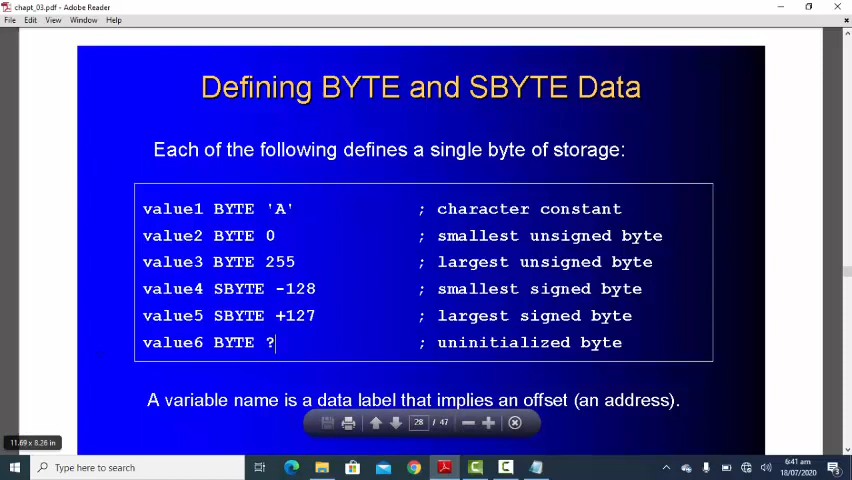 chapt_03.pdf - Adobe Reader
File Edit View Window Help
Defining BYTE and SBYTE Data
Each of the following defines a single byte of storage:
value1 BYTE 'A' ; character constant
value2 BYTE 0 ; smallest unsigned byte
value3 BYTE 255 ; largest unsigned byte
value4 SBYTE -128 ; smallest signed byte
value5 SBYTE +127 ; largest signed byte
value6 BYTE ? ; uninitialized byte
A variable name is a data label that implies an offset (an address).
28 / 47
11.69 x 8.26 in
Type here to search
6:41 am
18/07/2020
3